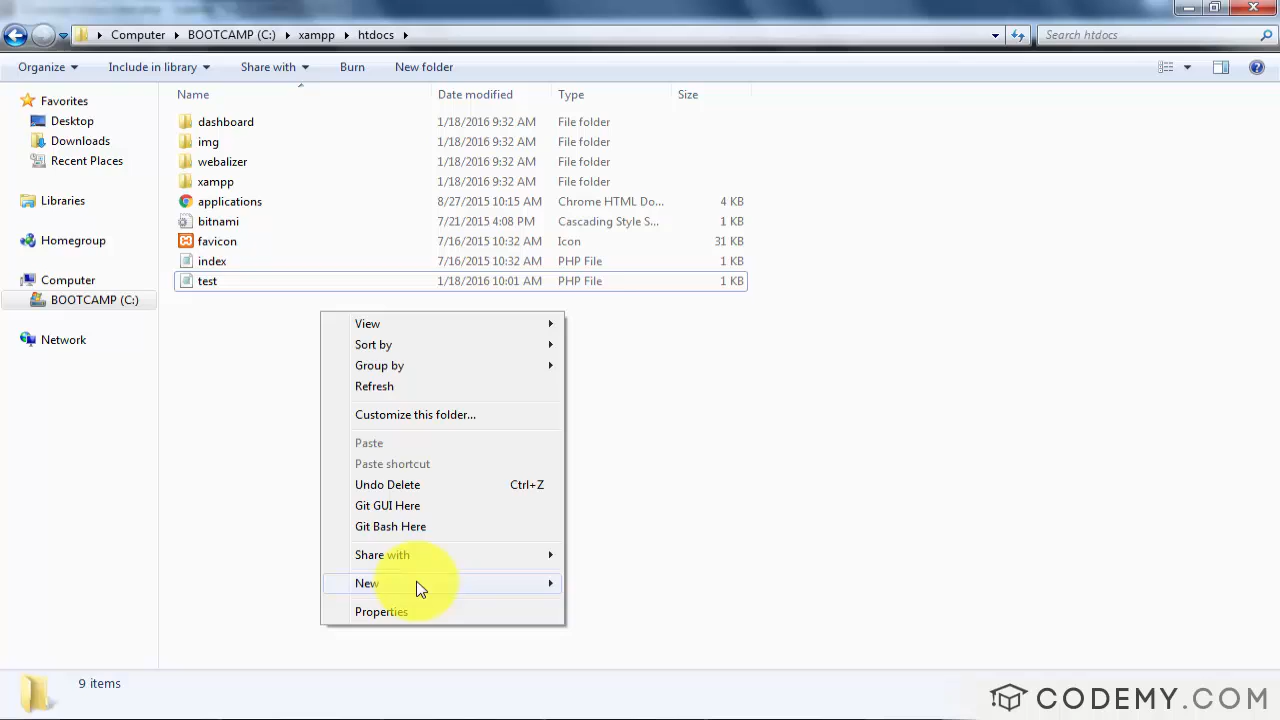 Computer BOOTCAMP (C:) xampp htdocs
Search htdocs
Organize Include in library Share with Burn New folder
Favorites
Desktop
Downloads
Recent Places
Libraries
Homegroup
Computer
BOOTCAMP (C:)
Network
Name Date modified Type Size
dashboard 1/18/2016 9:32 AM File folder
img 1/18/2016 9:32 AM File folder
webalizer 1/18/2016 9:32 AM File folder
xampp 1/18/2016 9:32 AM File folder
applications 8/27/2015 10:15 AM Chrome HTML Do... 4 KB
bitnami 7/21/2015 4:08 PM Cascading Style S... 1 KB
favicon 7/16/2015 10:32 AM Icon 31 KB
index 7/16/2015 10:32 AM PHP File 1 KB
test 1/18/2016 10:01 AM PHP File 1 KB
View
Sort by
Group by
Refresh
Customize this folder...
Paste
Paste shortcut
Undo Delete Ctrl+Z
Git GUI Here
Git Bash Here
Share with
New
Properties
9 items
CODEMY.COM